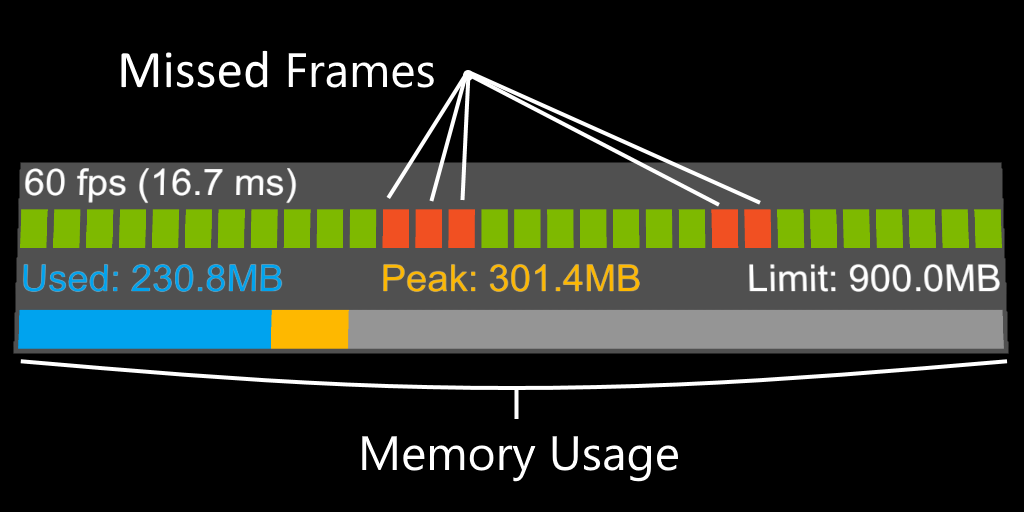 Missed Frames
60 fps (16.7 ms)
Used: 230.8MB Peak: 301.4MB Limit: 900.0MB
Memory Usage